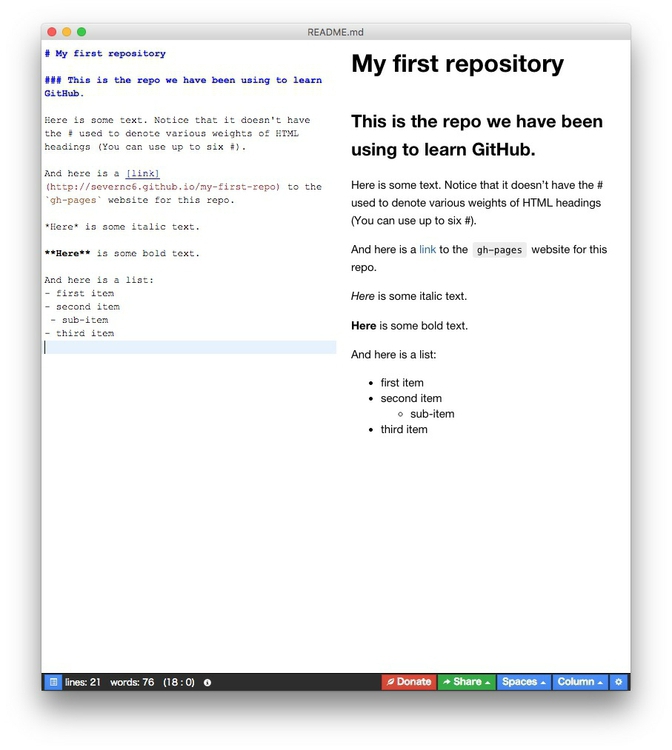 README.md
# My first repository
### This is the repo we have been using to learn
GitHub.
Here is some text. Notice that it doesn't have
the # used to denote various weights of HTML
headings (You can use up to six #).
And here is a [link]
(http://severnc6.github.io/my-first-repo) to the
`gh-pages` website for this repo.
*Here* is some italic text.
**Here** is some bold text.
And here is a list:
- first item
- second item
 - sub-item
- third item
My first repository
This is the repo we have been
using to learn GitHub.
Here is some text. Notice that it doesn't have the #
used to denote various weights of HTML headings
(You can use up to six #).
And here is a link to the gh-pages website for this
repo.
Here is some italic text.
Here is some bold text.
And here is a list:
• first item
• second item
◦ sub-item
• third item
lines: 21 words: 76 (18 : 0) Donate Share Spaces Column